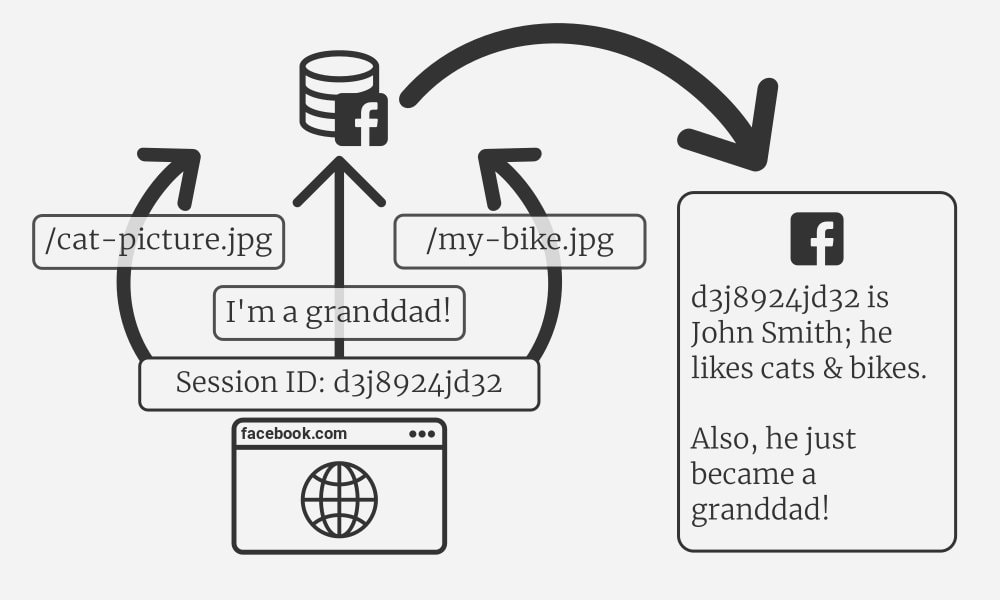 /cat-picture.jpg
/my-bike.jpg
I'm a granddad!
Session ID: d3j8924jd32
facebook.com
d3j8924jd32 is
John Smith; he
likes cats & bikes.
Also, he just
became a
granddad!